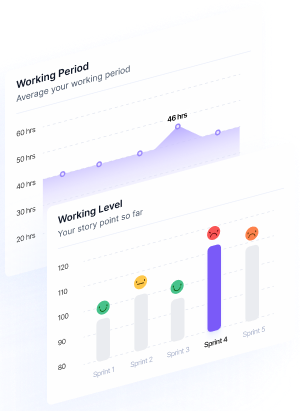 Working Period
Average your working period
60 hrs
50 hrs
40 hrs
30 hrs
20 hrs
46 hrs
Working Level
Your story point so far
120
110
100
90
80
Sprint 1
Sprint 2
Sprint 3
Sprint 4
Sprint 5